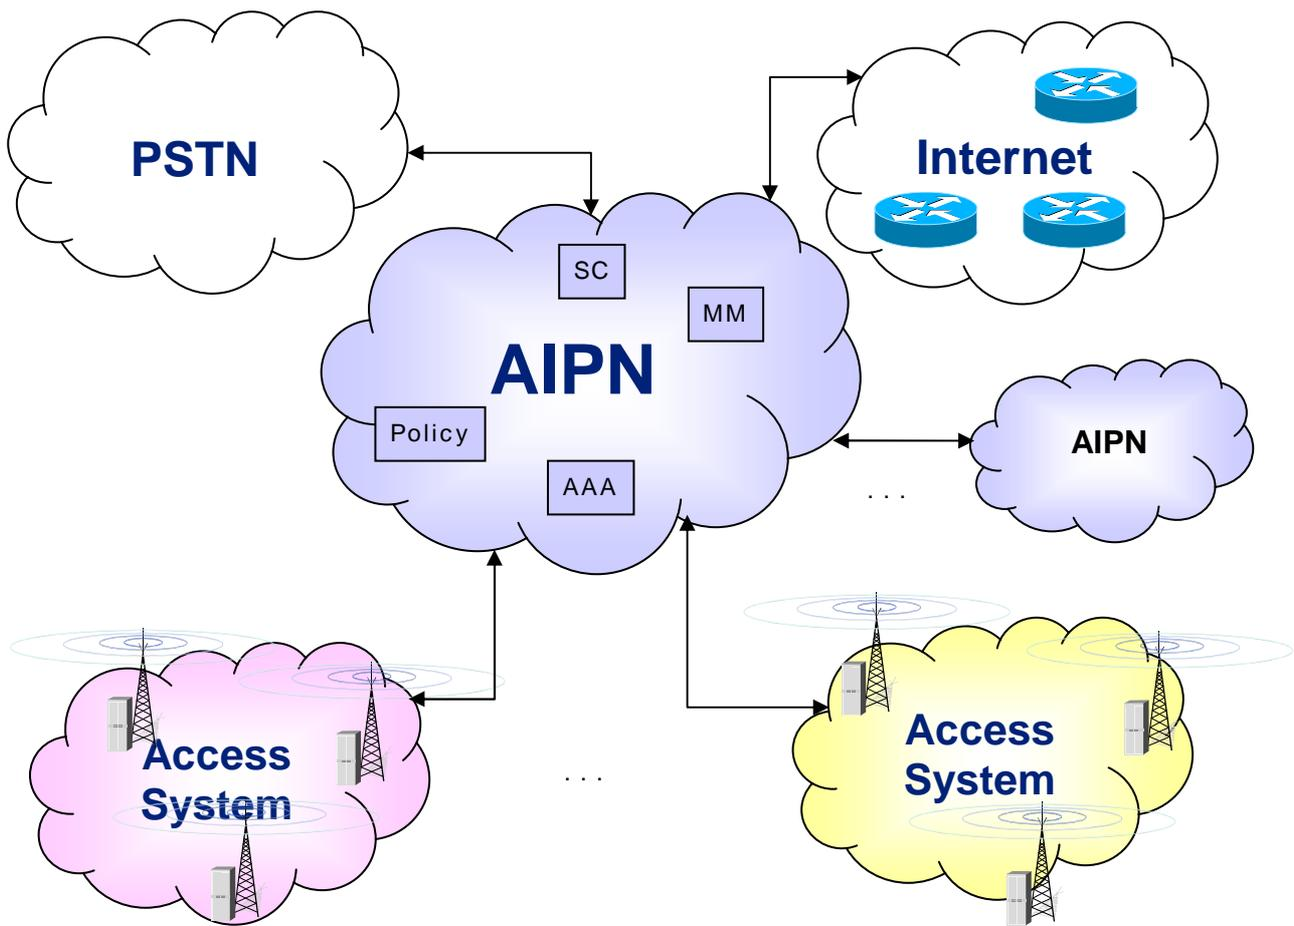 PSTN
Internet
SC
MM
AIPN
Policy
AAA
AIPN
. . .
Access
System
. . .
Access
System